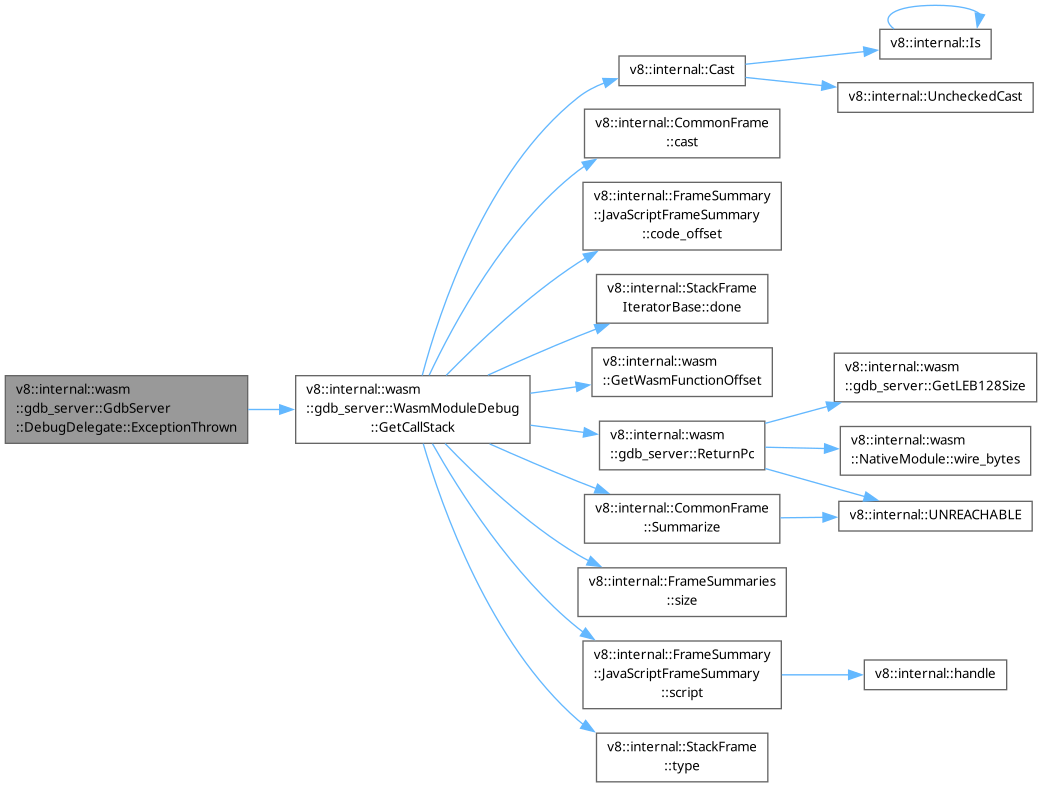 v8::internal::Is
v8::internal::Cast
v8::internal::UncheckedCast
v8::internal::CommonFrame
::cast
v8::internal::FrameSummary
::JavaScriptFrameSummary
::code_offset
v8::internal::StackFrame
IteratorBase::done
v8::internal::wasm
::GetWasmFunctionOffset
v8::internal::wasm
::gdb_server::GetLEB128Size
v8::internal::wasm
::gdb_server::GdbServer
::DebugDelegate::ExceptionThrown
v8::internal::wasm
::gdb_server::WasmModuleDebug
::GetCallStack
v8::internal::wasm
::gdb_server::ReturnPc
v8::internal::wasm
::NativeModule::wire_bytes
v8::internal::CommonFrame
::Summarize
v8::internal::UNREACHABLE
v8::internal::FrameSummaries
::size
v8::internal::FrameSummary
::JavaScriptFrameSummary
::script
v8::internal::handle
v8::internal::StackFrame
::type